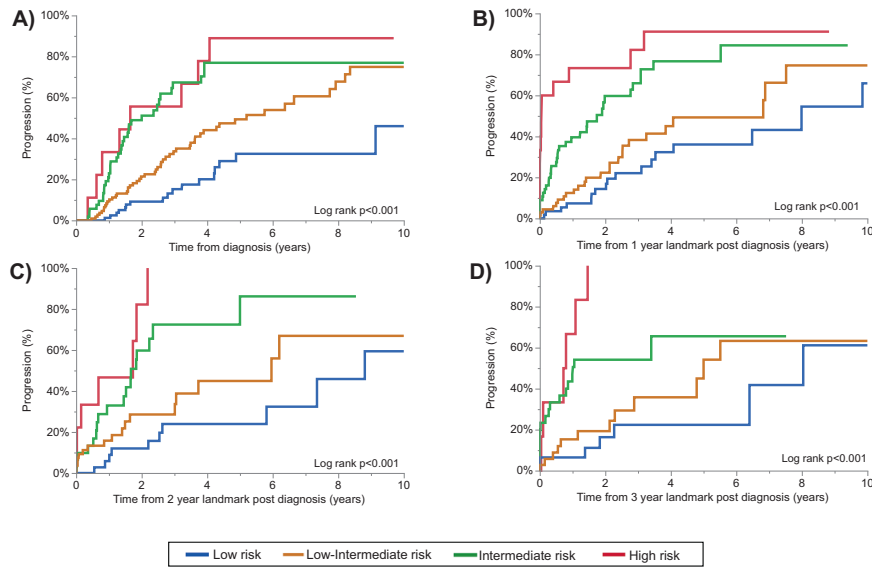 A)
Progression (%)
100%
80%
60%
40%
20%
0%
0 2 4 6 8 10
Log rank p<0.001
Time from diagnosis (years)
B)
Progression (%)
100%
80%
60%
40%
20%
0%
0 2 4 6 8 10
Log rank p<0.001
Time from 1 year landmark post diagnosis (years)
C)
Progression (%)
100%
80%
60%
40%
20%
0%
0 2 4 6 8 10
Log rank p<0.001
Time from 2 year landmark post diagnosis (years)
D)
Progression (%)
100%
80%
60%
40%
20%
0%
0 2 4 6 8 10
Log rank p<0.001
Time from 3 year landmark post diagnosis (years)
Low risk Low-Intermediate risk Intermediate risk High risk